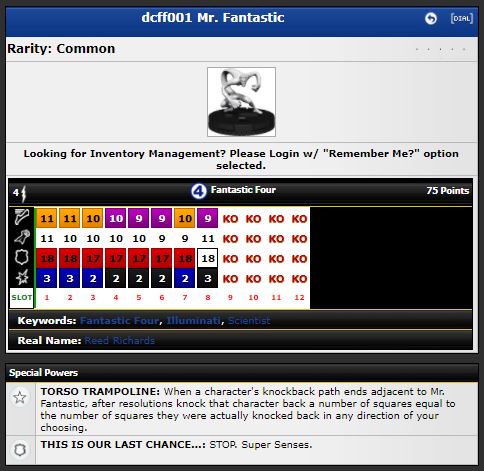 dcff001 Mr. Fantastic
[DIAL]
Rarity: Common
. . . . .
Looking for Inventory Management? Please Login w/ "Remember Me?" option
selected.
4 4 Fantastic Four 75 Points
11 11 10 10 9 9 10 9 KO KO KO KO
11 10 10 10 10 9 9 11 KO KO KO KO
18 18 17 17 17 17 18 18 KO KO KO KO
3 3 2 2 2 2 2 3 KO KO KO KO
SLOT 1 2 3 4 5 6 7 8 9 10 11 12
Keywords: Fantastic Four, Illuminati, Scientist
Real Name: Reed Richards
Special Powers
TORSO TRAMPOLINE: When a character's knockback path ends adjacent to Mr.
Fantastic, after resolutions knock that character back a number of squares equal to
the number of squares they were actually knocked back in any direction of your
choosing.
THIS IS OUR LAST CHANCE...: STOP. Super Senses.